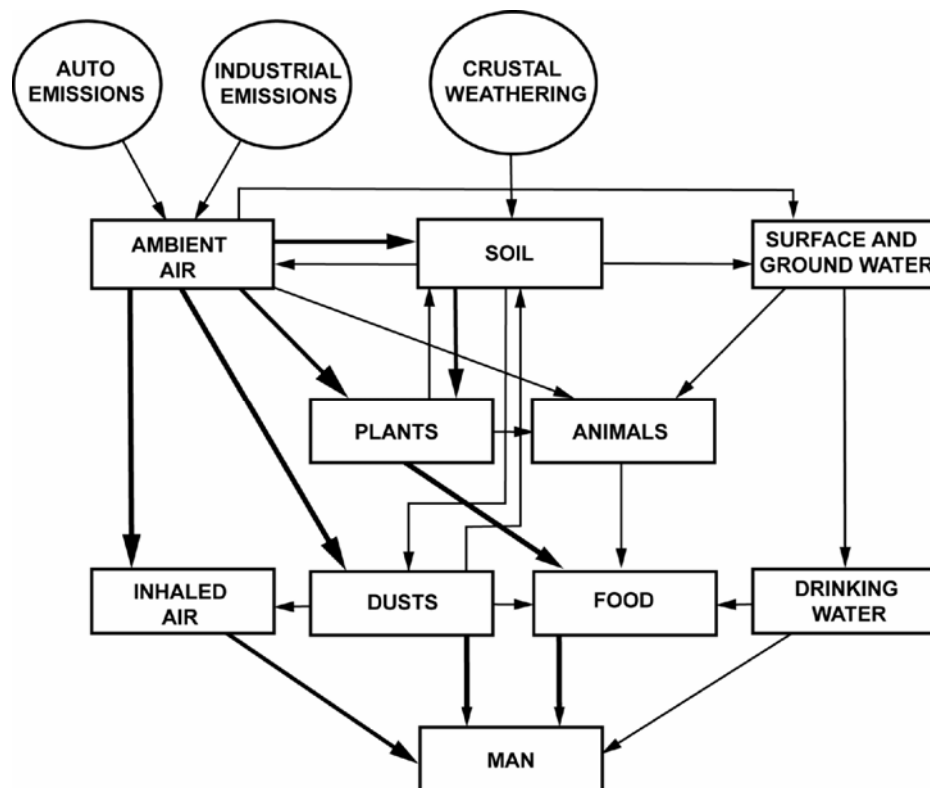 AUTO
EMISSIONS
INDUSTRIAL
EMISSIONS
CRUSTAL
WEATHERING
AMBIENT
AIR
SOIL
SURFACE AND
GROUND WATER
PLANTS
ANIMALS
INHALED
AIR
DUSTS
FOOD
DRINKING
WATER
MAN